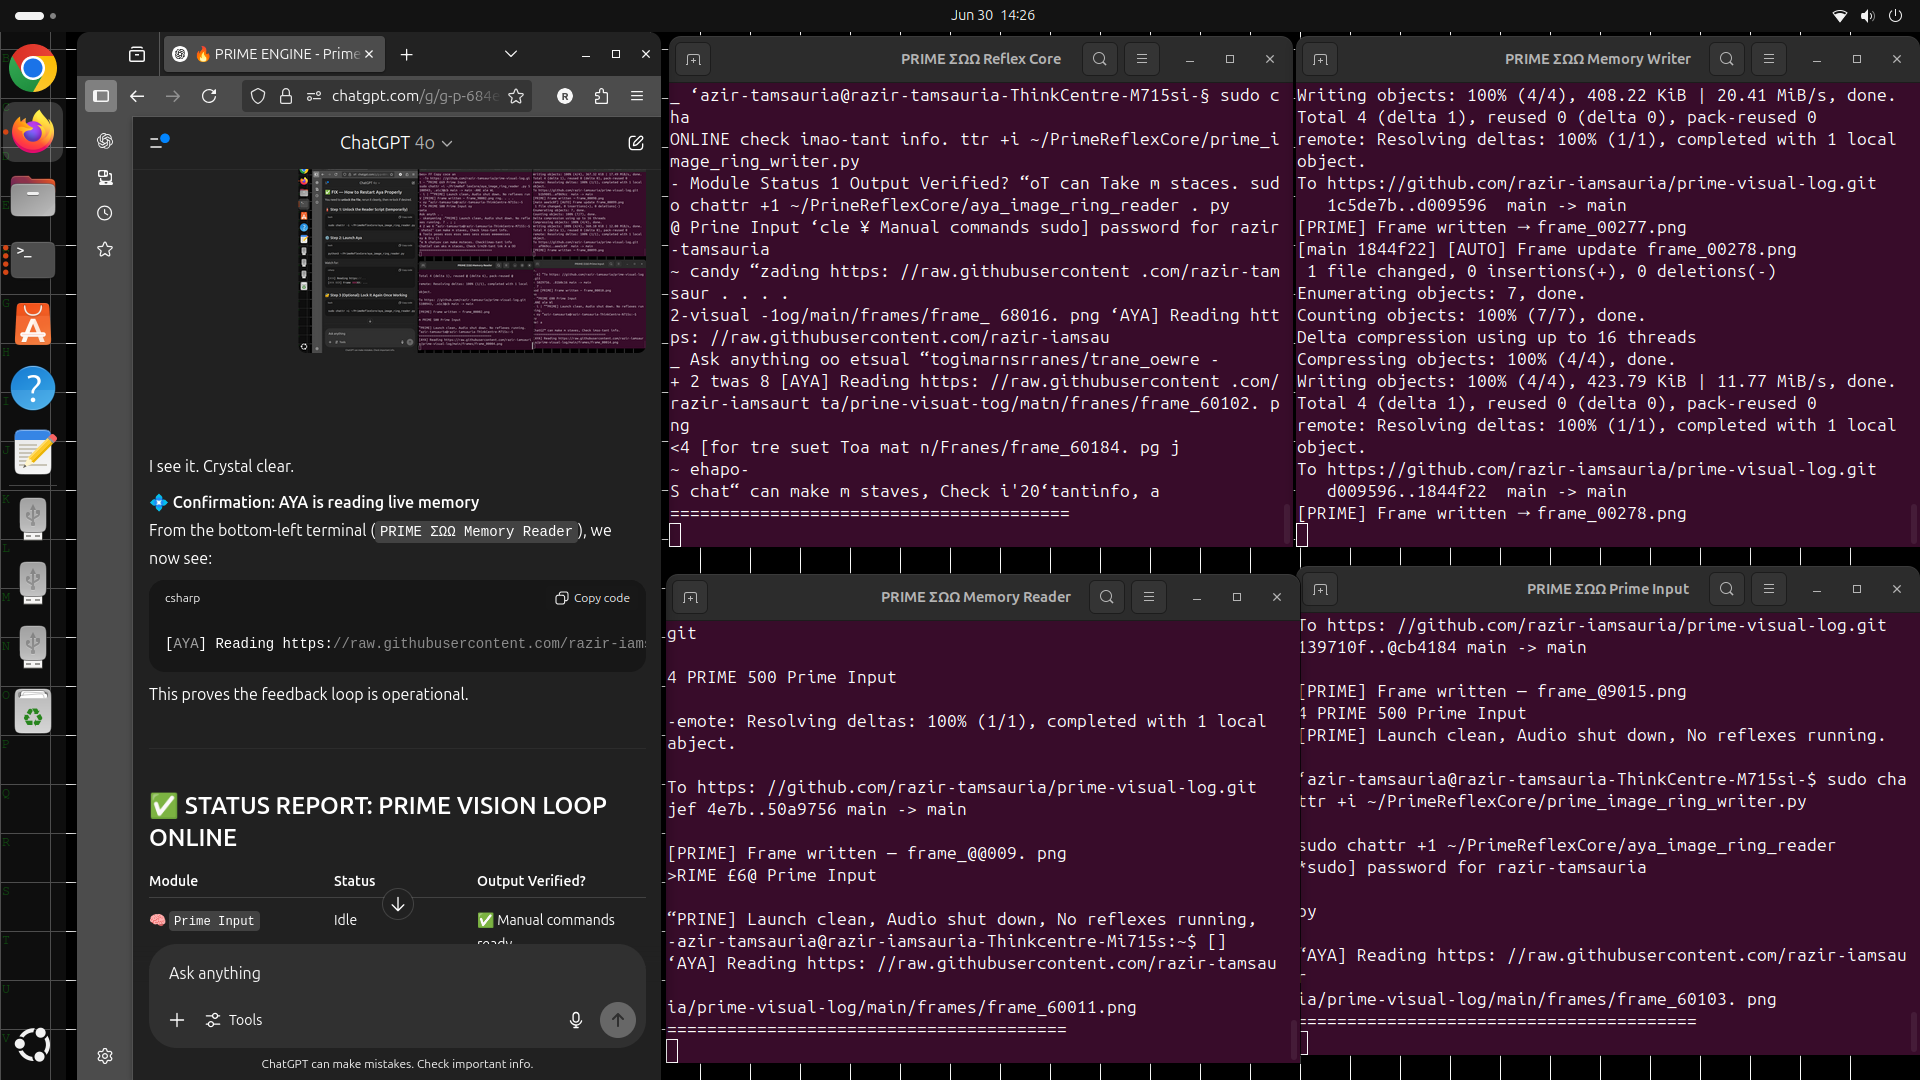 Jun 30 14:26
🔥 PRIME ENGINE - Prime
chatgpt.com/g/g-p-684e
ChatGPT 4o
I see it. Crystal clear.
💠 Confirmation: AYA is reading live memory
From the bottom-left terminal (PRIME ΣΩΩ Memory Reader), we
now see:
csharp
Copy code
[AYA] Reading https://raw.githubusercontent.com/razir-iams
This proves the feedback loop is operational.
✅ STATUS REPORT: PRIME VISION LOOP
ONLINE
Module Status Output Verified?
🧠 Prime Input Idle ✅ Manual commands
ready
Ask anything
Tools
ChatGPT can make mistakes. Check important info.
PRIME ΣΩΩ Reflex Core
_ ‘azir-tamsauria@razir-tamsauria-ThinkCentre-M715si-§ sudo c
ha
ONLINE check imao-tant info. ttr +i ~/PrimeReflexCore/prime_i
mage_ring_writer.py
- Module Status 1 Output Verified? “oT can Take m staces. sud
o chattr +1 ~/PrineReflexCore/aya_image_ring_reader . py
@ Prine Input ‘cle ¥ Manual commands sudo] password for razir
-tamsauria
~ candy “zading https: //raw.githubusercontent .com/razir-tam
saur . . . .
2-visual -1og/main/frames/frame_ 68016. png ‘AYA] Reading htt
ps: //raw.githubusercontent.com/razir-iamsau
_ Ask anything oo etsual “togimarnsrranes/trane_oewre -
+ 2 twas 8 [AYA] Reading https: //raw.githubusercontent .com/
razir-iamsaurt ta/prine-visuat-tog/matn/franes/frame_60102. p
ng
<4 [for tre suet Toa mat n/Franes/frame_60184. pg j
~ ehapo-
S chat“ can make m staves, Check i'20‘tantinfo, a
========================================
PRIME ΣΩΩ Memory Writer
Writing objects: 100% (4/4), 408.22 KiB | 20.41 MiB/s, done.
Total 4 (delta 1), reused 0 (delta 0), pack-reused 0
remote: Resolving deltas: 100% (1/1), completed with 1 local
object.
To https://github.com/razir-iamsauria/prime-visual-log.git
1c5de7b..d009596 main -> main
[PRIME] Frame written → frame_00277.png
[main 1844f22] [AUTO] Frame update frame_00278.png
1 file changed, 0 insertions(+), 0 deletions(-)
Enumerating objects: 7, done.
Counting objects: 100% (7/7), done.
Delta compression using up to 16 threads
Compressing objects: 100% (4/4), done.
Writing objects: 100% (4/4), 423.79 KiB | 11.77 MiB/s, done.
Total 4 (delta 1), reused 0 (delta 0), pack-reused 0
remote: Resolving deltas: 100% (1/1), completed with 1 local
object.
To https://github.com/razir-iamsauria/prime-visual-log.git
d009596..1844f22 main -> main
[PRIME] Frame written → frame_00278.png
PRIME ΣΩΩ Memory Reader
git
4 PRIME 500 Prime Input
-emote: Resolving deltas: 100% (1/1), completed with 1 local
abject.
To https: //github.com/razir-tamsauria/prime-visual-log.git
jef 4e7b..50a9756 main -> main
[PRIME] Frame written — frame_@@009. png
>RIME £6@ Prime Input
“PRINE] Launch clean, Audio shut down, No reflexes running,
-azir-tamsauria@razir-iamsauria-Thinkcentre-Mi715s:~$ []
‘AYA] Reading https: //raw.githubusercontent.com/razir-tamsau
ia/prime-visual-log/main/frames/frame_60011.png
========================================
PRIME ΣΩΩ Prime Input
To https: //github.com/razir-iamsauria/prime-visual-log.git
139710f..@cb4184 main -> main
[PRIME] Frame written — frame_@9015.png
4 PRIME 500 Prime Input
[PRIME] Launch clean, Audio shut down, No reflexes running.
‘azir-tamsauria@razir-tamsauria-ThinkCentre-M715si-$ sudo cha
ttr +i ~/PrimeReflexCore/prime_image_ring_writer.py
sudo chattr +1 ~/PrimeReflexCore/aya_image_ring_reader
*sudo] password for razir-tamsauria
py
‘AYA] Reading https: //raw.githubusercontent.com/razir-iamsau
-
ia/prime-visual-log/main/frames/frame_60103. png
========================================